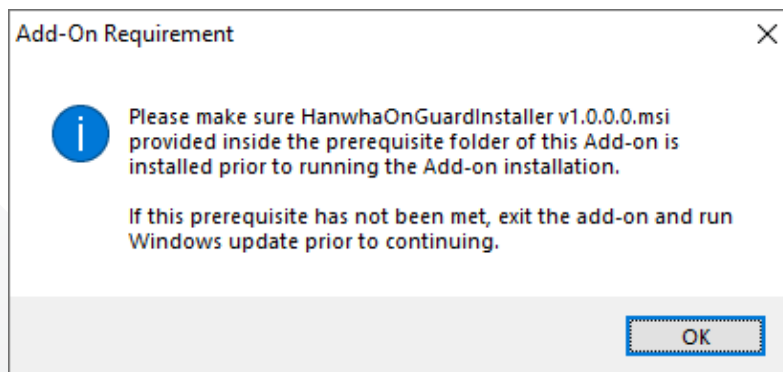 Add-On Requirement
Please make sure HanwhaOnGuardInstaller v1.0.0.0.msi
provided inside the prerequisite folder of this Add-on is
installed prior to running the Add-on installation.
If this prerequisite has not been met, exit the add-on and run
Windows update prior to continuing.
OK